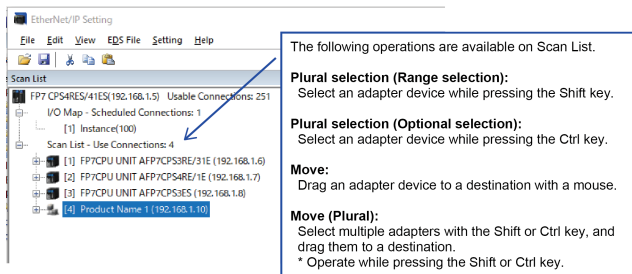 EtherNet/IP Setting
File Edit View EDS File Setting Help
Scan List
FP7 CPS4RES/41ES(192.168.1.5) Usable Connections: 251
I/O Map - Scheduled Connections: 1
[1] Instance(100)
Scan List - Use Connections: 4
[1] FP7CPU UNIT AFP7CPS3RE/31E (192.168.1.6)
[2] FP7CPU UNIT AFP7CPS4RE/1E (192.168.1.7)
[3] FP7CPU UNIT AFP7CPS3ES (192.168.1.8)
[4] Product Name 1 (192.168.1.10)
The following operations are available on Scan List.
Plural selection (Range selection):
Select an adapter device while pressing the Shift key.
Plural selection (Optional selection):
Select an adapter device while pressing the Ctrl key.
Move:
Drag an adapter device to a destination with a mouse.
Move (Plural):
Select multiple adapters with the Shift or Ctrl key, and
drag them to a destination.
* Operate while pressing the Shift or Ctrl key.